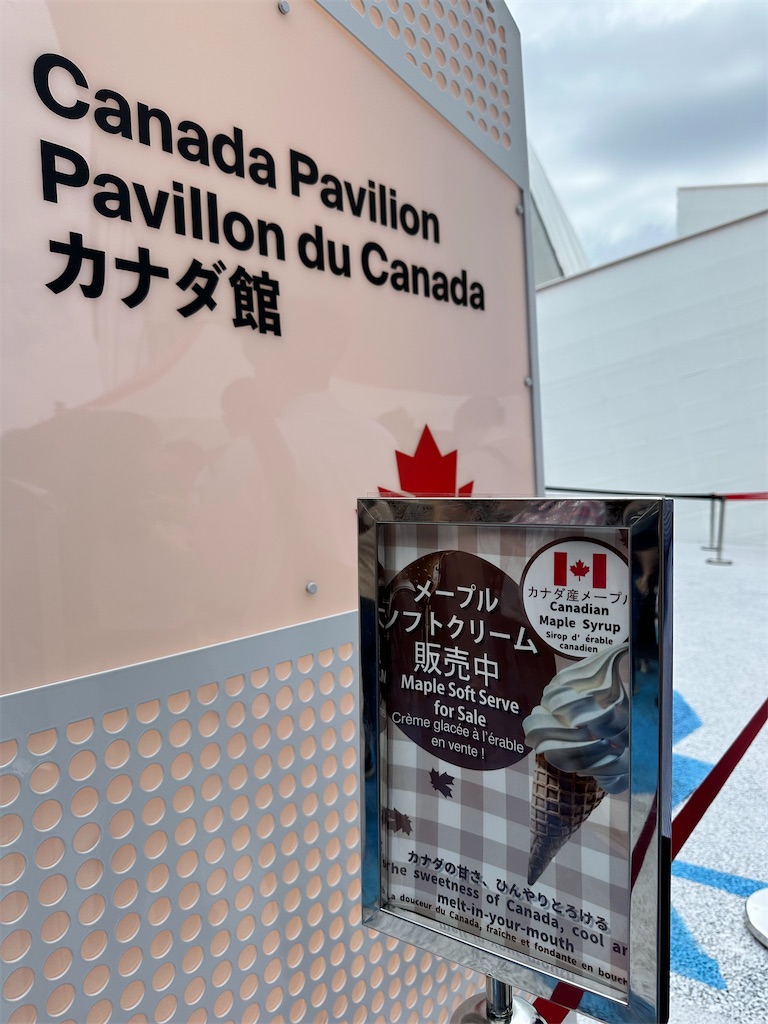 Canada Pavilion
Pavillon du Canada
カナダ館
メープル
ソフトクリーム
販売中
Maple Soft Serve
for Sale
Crème glacée à l'érable
en vente !
カナダ産メープル
Canadian
Maple Syrup
Sirop d' érable
canadien
カナダの甘さ、ひんやりとろける
The sweetness of Canada, cool
melt-in-your-mouth
La douceur du Canada, fraîche et fondante en